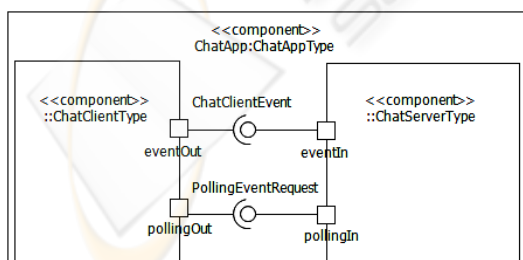 <<component>>
ChatApp:ChatAppType
<<component>>
::ChatClientType
ChatClientEvent
<<component>>
::ChatServerType
eventOut
eventIn
PollingEventRequest
pollingOut
pollingIn